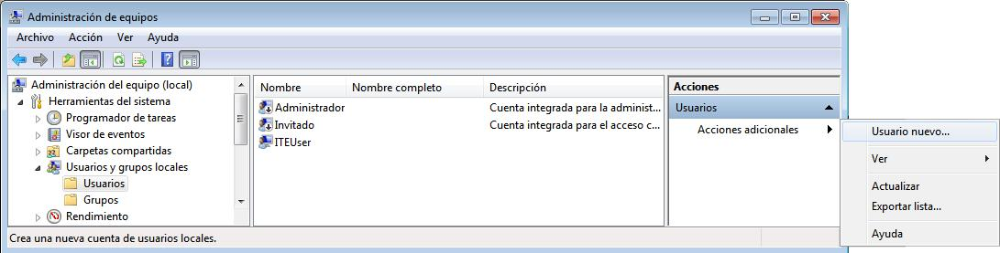 Administración de equipos
Archivo Acción Ver Ayuda
Administración del equipo (local)
Herramientas del sistema
Programador de tareas
Visor de eventos
Carpetas compartidas
Usuarios y grupos locales
Usuarios
Grupos
Rendimiento
Nombre Nombre completo Descripción
Administrador Cuenta integrada para la administ...
Invitado Cuenta integrada para el acceso c...
ITEUser
Acciones
Usuarios
Acciones adicionales
Usuario nuevo...
Ver
Actualizar
Exportar lista...
Ayuda
Crea una nueva cuenta de usuarios locales.